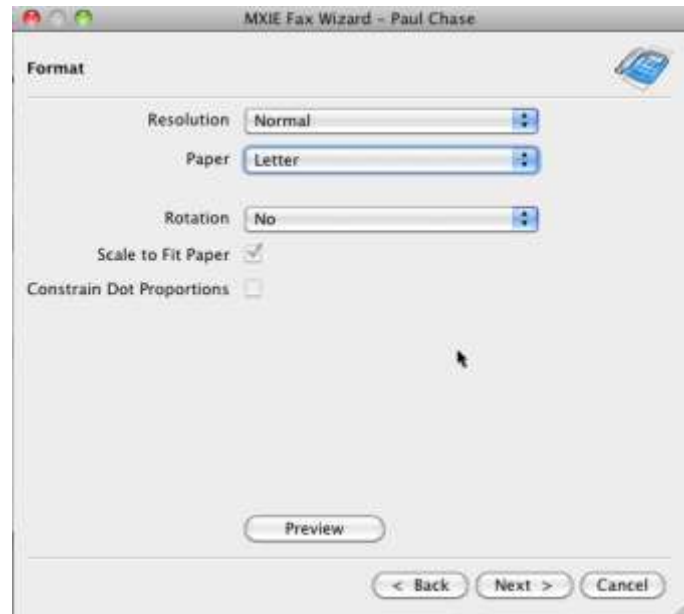 MXIE Fax Wizard – Paul Chase
Format
Resolution Normal
Paper Letter
Rotation No
Scale to Fit Paper
Constrain Dot Proportions
Preview
< Back Next > Cancel